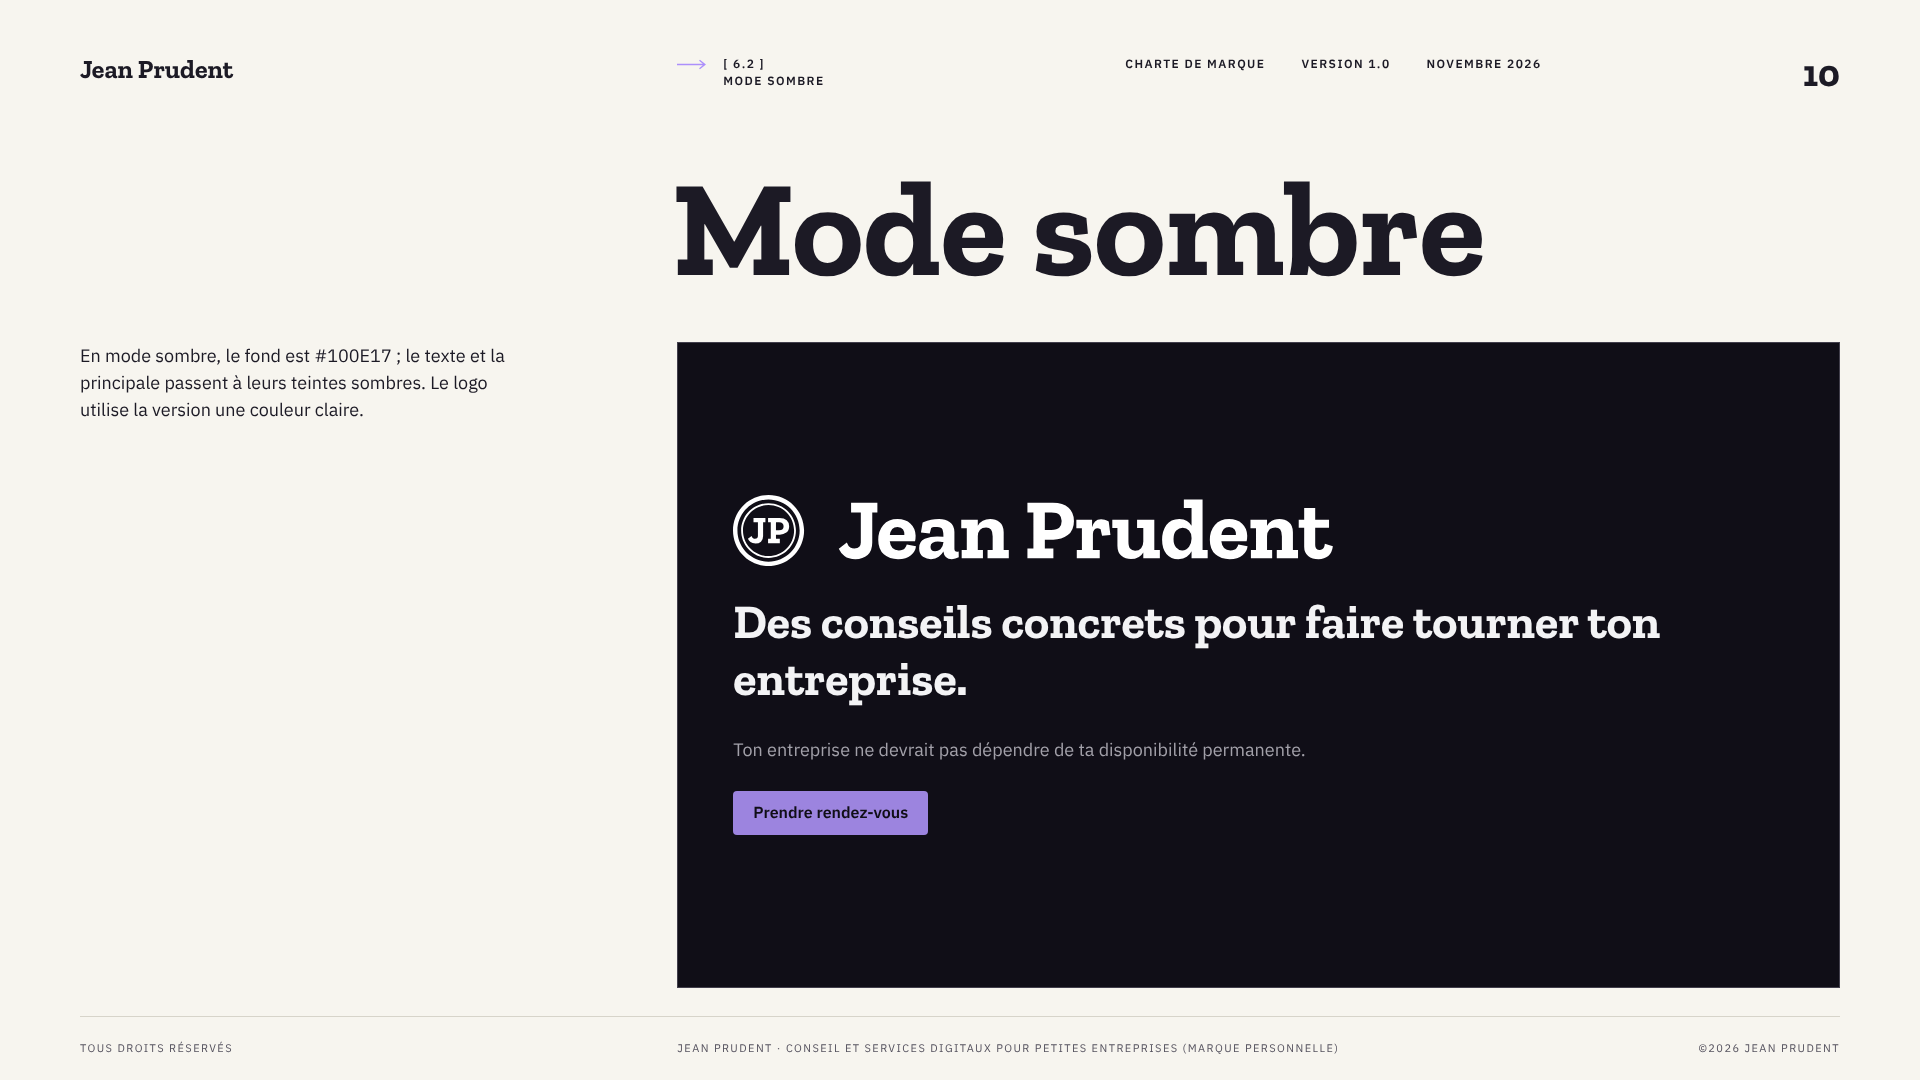 Jean Prudent
[ 6.2 ]
MODE SOMBRE
CHARTE DE MARQUE
VERSION 1.0
NOVEMBRE 2026
10
Mode sombre
En mode sombre, le fond est #100E17 ; le texte et la
principale passent à leurs teintes sombres. Le logo
utilise la version une couleur claire.
JP
Jean Prudent
Des conseils concrets pour faire tourner ton
entreprise.
Ton entreprise ne devrait pas dépendre de ta disponibilité permanente.
Prendre rendez-vous
TOUS DROITS RÉSERVÉS
JEAN PRUDENT · CONSEIL ET SERVICES DIGITAUX POUR PETITES ENTREPRISES (MARQUE PERSONNELLE)
©2026 JEAN PRUDENT